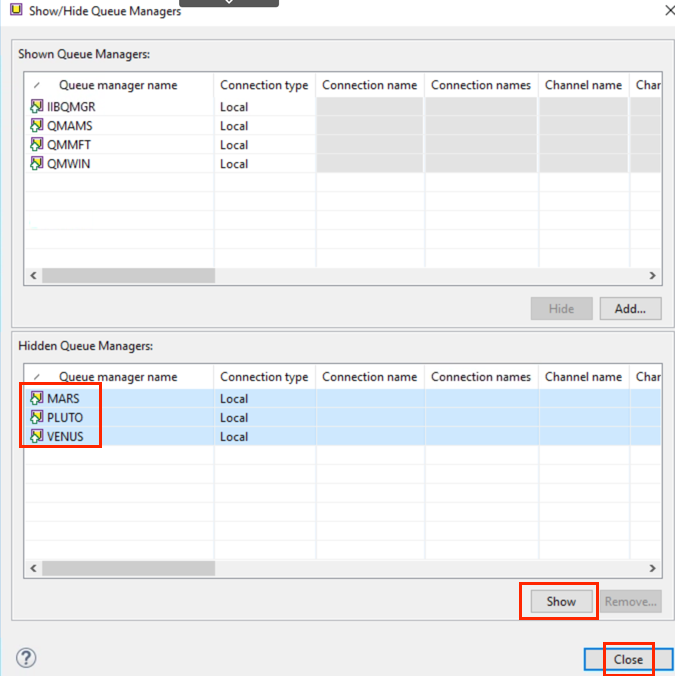 Show/Hide Queue Managers
Shown Queue Managers:
Queue manager name Connection type Connection name Connection names Channel name Char
IIBQMGR Local
QMAMS Local
QMMFT Local
QMWIN Local
Hide Add...
Hidden Queue Managers:
Queue manager name Connection type Connection name Connection names Channel name Char
MARS Local
PLUTO Local
VENUS Local
Show Remove...
? Close